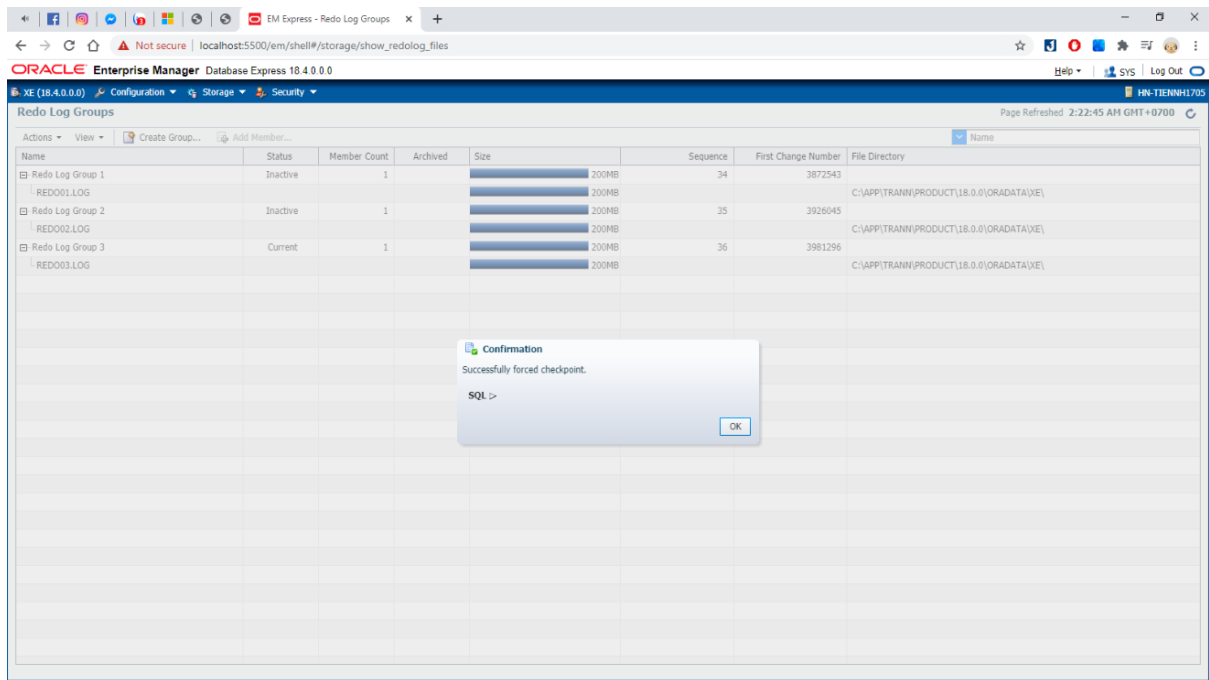 EM Express - Redo Log Groups
Not secure | localhost:5500/em/shell#/storage/show_redolog_files
ORACLE Enterprise Manager Database Express 18.4.0.0.0 Help SYS Log Out
XE (18.4.0.0.0) Configuration Storage Security HN-TIENNH1705
Redo Log Groups Page Refreshed 2:22:45 AM GMT+0700
Actions View Create Group... Add Member... Name
Name Status Member Count Archived Size Sequence First Change Number File Directory
Redo Log Group 1 Inactive 1 200MB 34 3872543
REDO01.LOG 200MB C:\APP\TRANN\PRODUCT\18.0.0\ORADATA\XE\
Redo Log Group 2 Inactive 1 200MB 35 3926045
REDO02.LOG 200MB C:\APP\TRANN\PRODUCT\18.0.0\ORADATA\XE\
Redo Log Group 3 Current 1 200MB 36 3981296
REDO03.LOG 200MB C:\APP\TRANN\PRODUCT\18.0.0\ORADATA\XE\
Confirmation
Successfully forced checkpoint.
SQL
OK